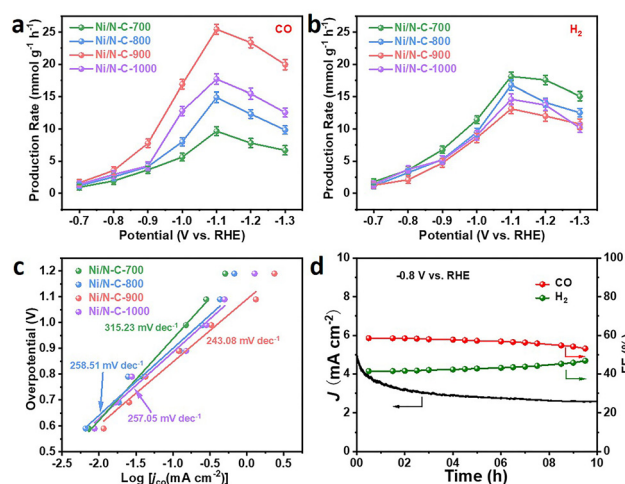 a
CO
Ni/N-C-700
Ni/N-C-800
Ni/N-C-900
Ni/N-C-1000
Production Rate (mmol g⁻¹ h⁻¹)
30
25
20
15
10
5
0
-0.7 -0.8 -0.9 -1.0 -1.1 -1.2 -1.3
Potential (V vs. RHE)
b
H₂
Ni/N-C-700
Ni/N-C-800
Ni/N-C-900
Ni/N-C-1000
Production Rate (mmol g⁻¹ h⁻¹)
30
25
20
15
10
5
0
-0.7 -0.8 -0.9 -1.0 -1.1 -1.2 -1.3
Potential (V vs. RHE)
c
Ni/N-C-700
Ni/N-C-800
Ni/N-C-900
Ni/N-C-1000
315.23 mV dec⁻¹
243.08 mV dec⁻¹
258.51 mV dec⁻¹
257.05 mV dec⁻¹
Overpotential (V)
1.2
1.1
1.0
0.9
0.8
0.7
0.6
0.5
-2.5 -2.0 -1.5 -1.0 -0.5 0.0 0.5
Log [J_CO(mA cm⁻²)]
d
-0.8 V vs. RHE
CO
H₂
J (mA cm⁻²)
10
8
6
4
2
0
100
80
60
40
20
0
00 02 04 06 08 10
Time (h)